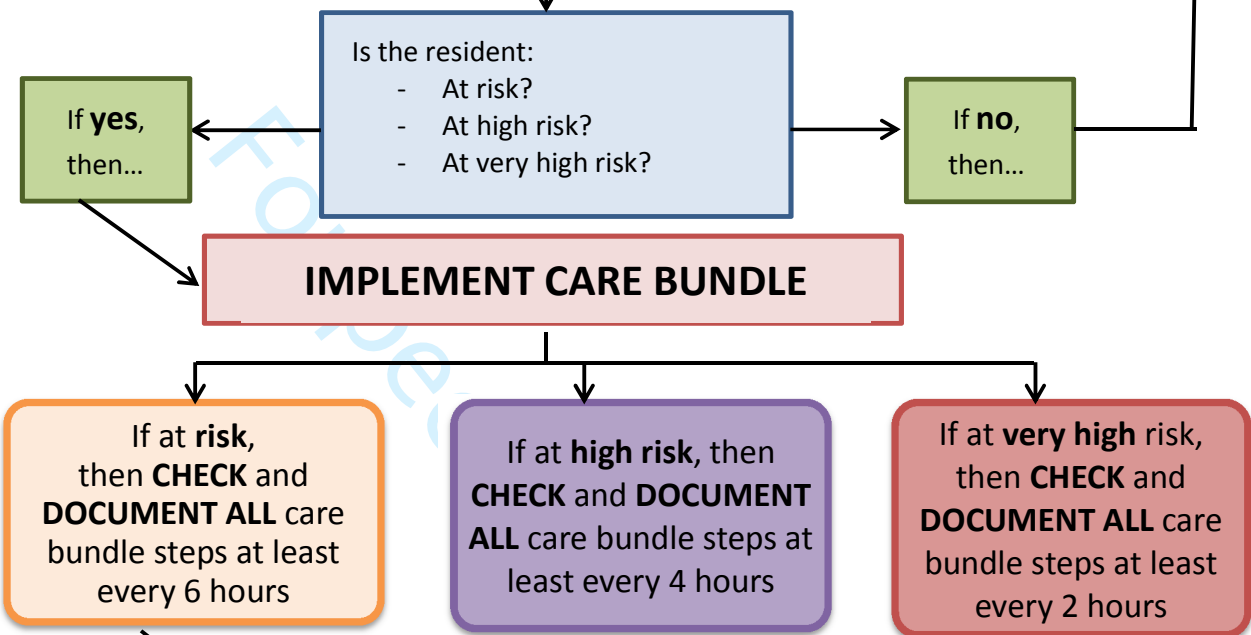 Is the resident:
- At risk?
- At high risk?
- At very high risk?
If yes,
then...
If no,
then...
IMPLEMENT CARE BUNDLE
If at risk,
then CHECK and
DOCUMENT ALL care
bundle steps at least
every 6 hours
If at high risk, then
CHECK and DOCUMENT
ALL care bundle steps at
least every 4 hours
If at very high risk,
then CHECK and
DOCUMENT ALL care
bundle steps at least
every 2 hours